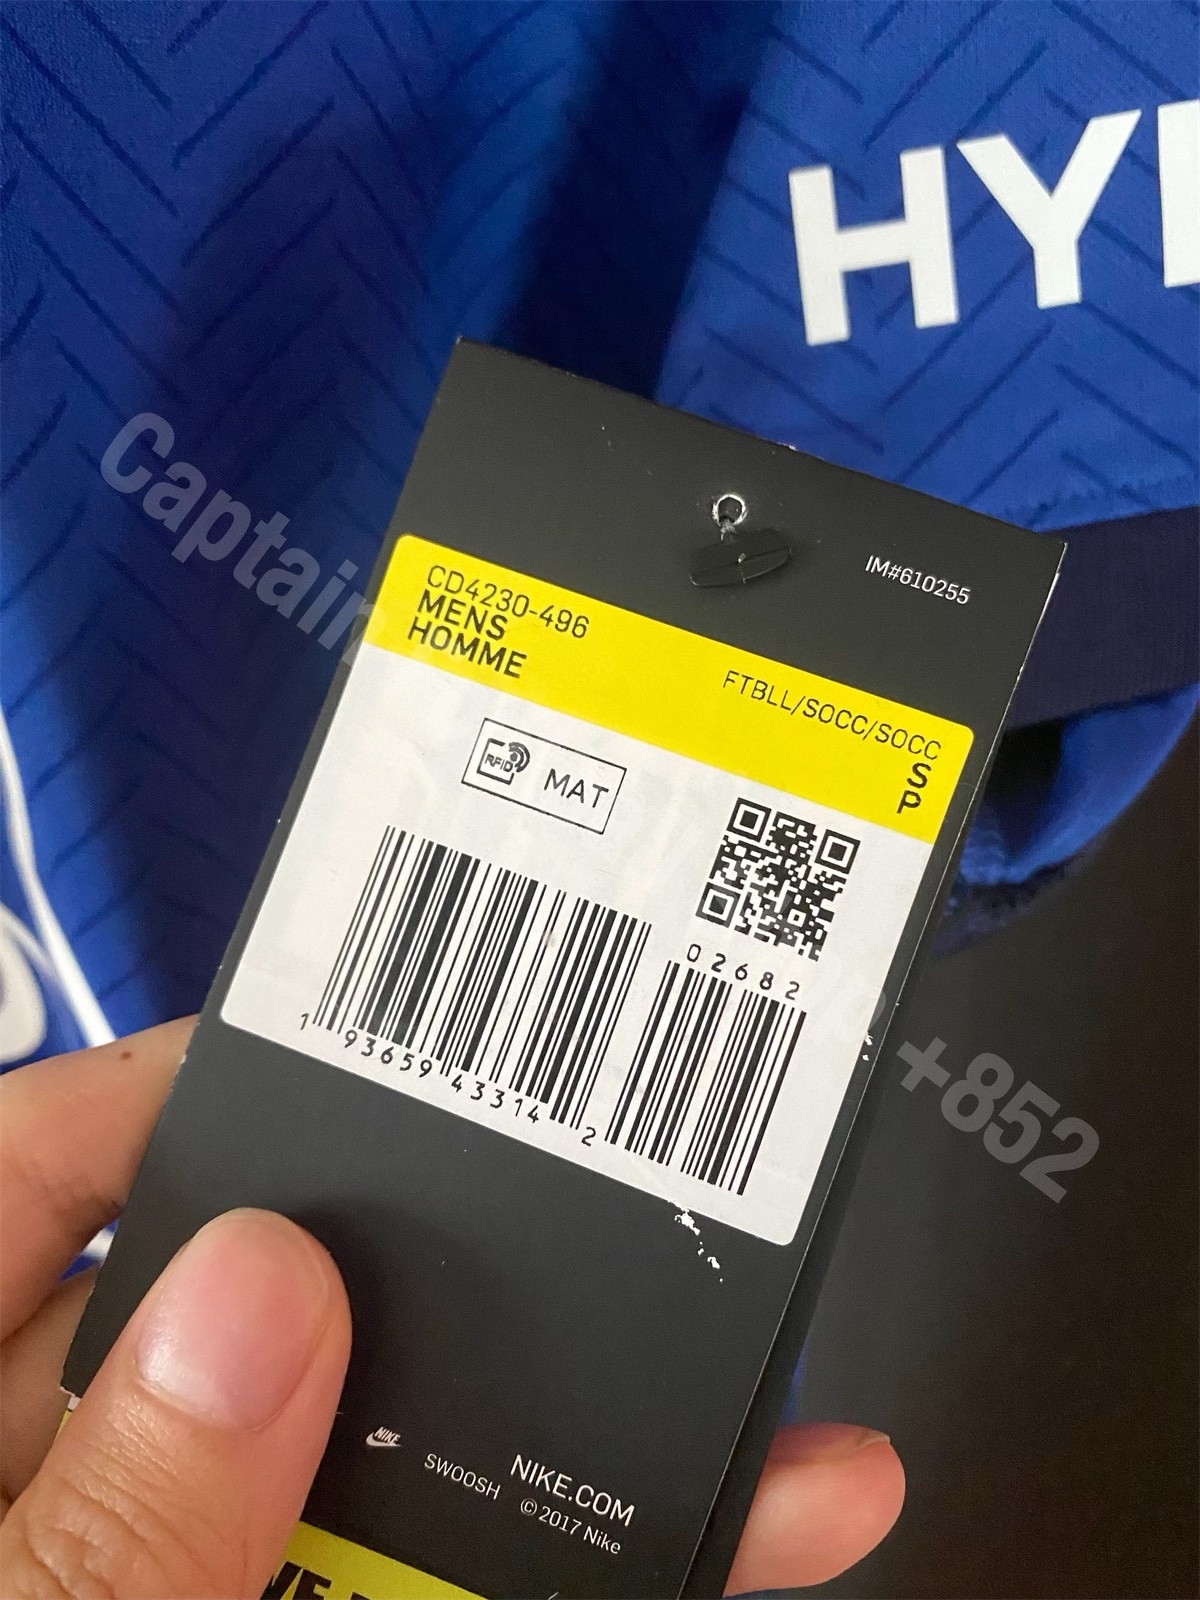 HY
Captain
IM#610255
CD4230-496
MENS
HOMME
FTBLL/SOCC/SOCC
S
P
RFID MAT
02682
1 93659 43314 2
+852
NIKE
SWOOSH
NIKE.COM
© 2017 Nike